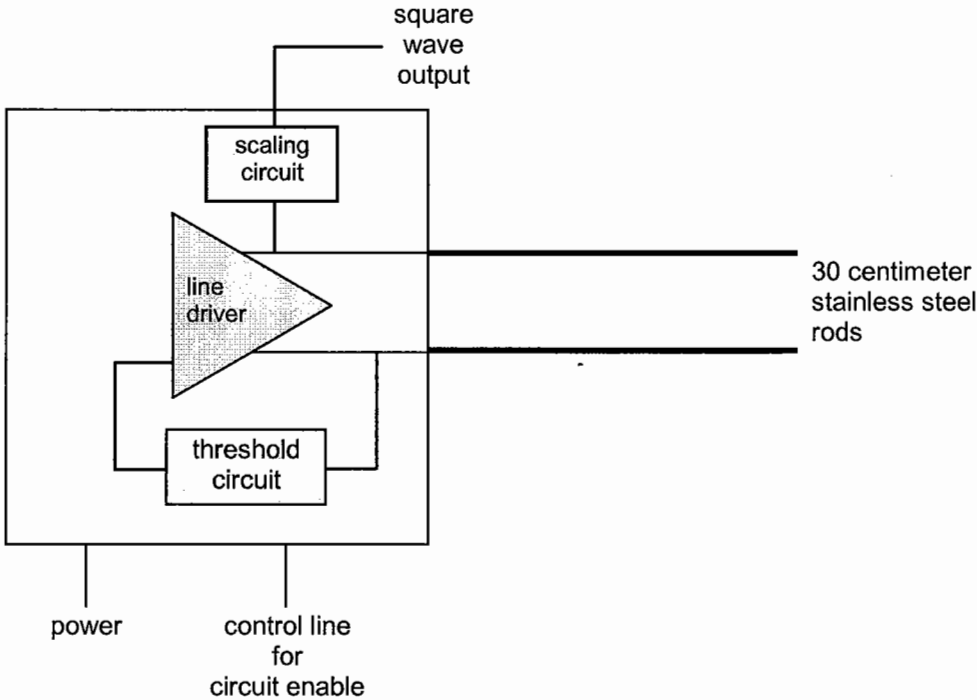 square
wave
output
scaling
circuit
line
driver
30 centimeter
stainless steel
rods
threshold
circuit
power
control line
for
circuit enable